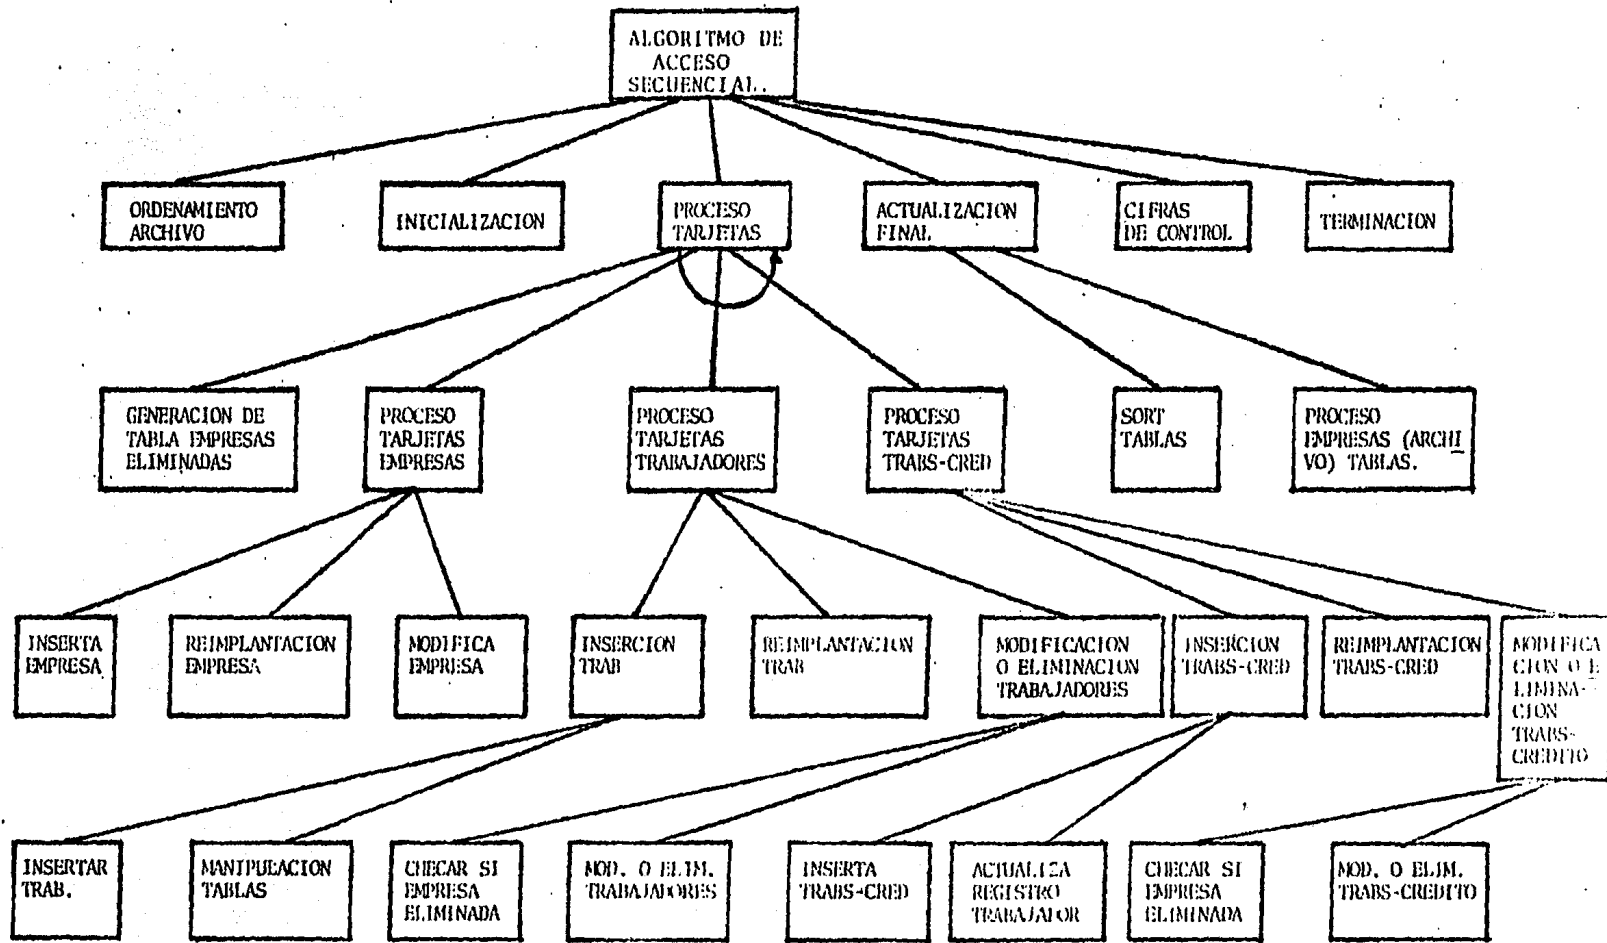 ALGORITMO DE
ACCESO
SECUENCIAL.
ORDENAMIENTO
ARCHIVO
INICIALIZACION
PROCESO
TARJETAS
ACTUALIZACION
FINAL
CIFRAS
DE CONTROL
TERMINACION
GENERACION DE
TABLA EMPRESAS
ELIMINADAS
PROCESO
TARJETAS
EMPRESAS
PROCESO
TARJETAS
TRABAJADORES
PROCESO
TARJETAS
TRABS-CRED
SORT
TABLAS
PROCESO
EMPRESAS (ARCHI
VO) TABLAS.
INSERTA
EMPRESA
REIMPLANTACION
EMPRESA
MODIFICA
EMPRESA
INSERCION
TRAB
REIMPLANTACION
TRAB
MODIFICACION
O ELIMINACION
TRABAJADORES
INSERCION
TRABS-CRED
REIMPLANTACION
TRABS-CRED
MODIFICA
CION O E
LIMINA-
CION
TRABS-
CREDITO
INSERTAR
TRAB.
MANIPULACION
TABLAS
CHECAR SI
EMPRESA
ELIMINADA
MOD. O ELIM.
TRABAJADORES
INSERTA
TRABS-CRED
ACTUALIZA
REGISTRO
TRABAJADOR
CHECAR SI
EMPRESA
ELIMINADA
MOD. O ELIM.
TRABS-CREDITO